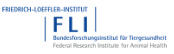 FRIEDRICH-LOEFFLER-INSTITUT
FLI
Bundesforschungsinstitut für Tiergesundheit
Federal Research Institute for Animal Health